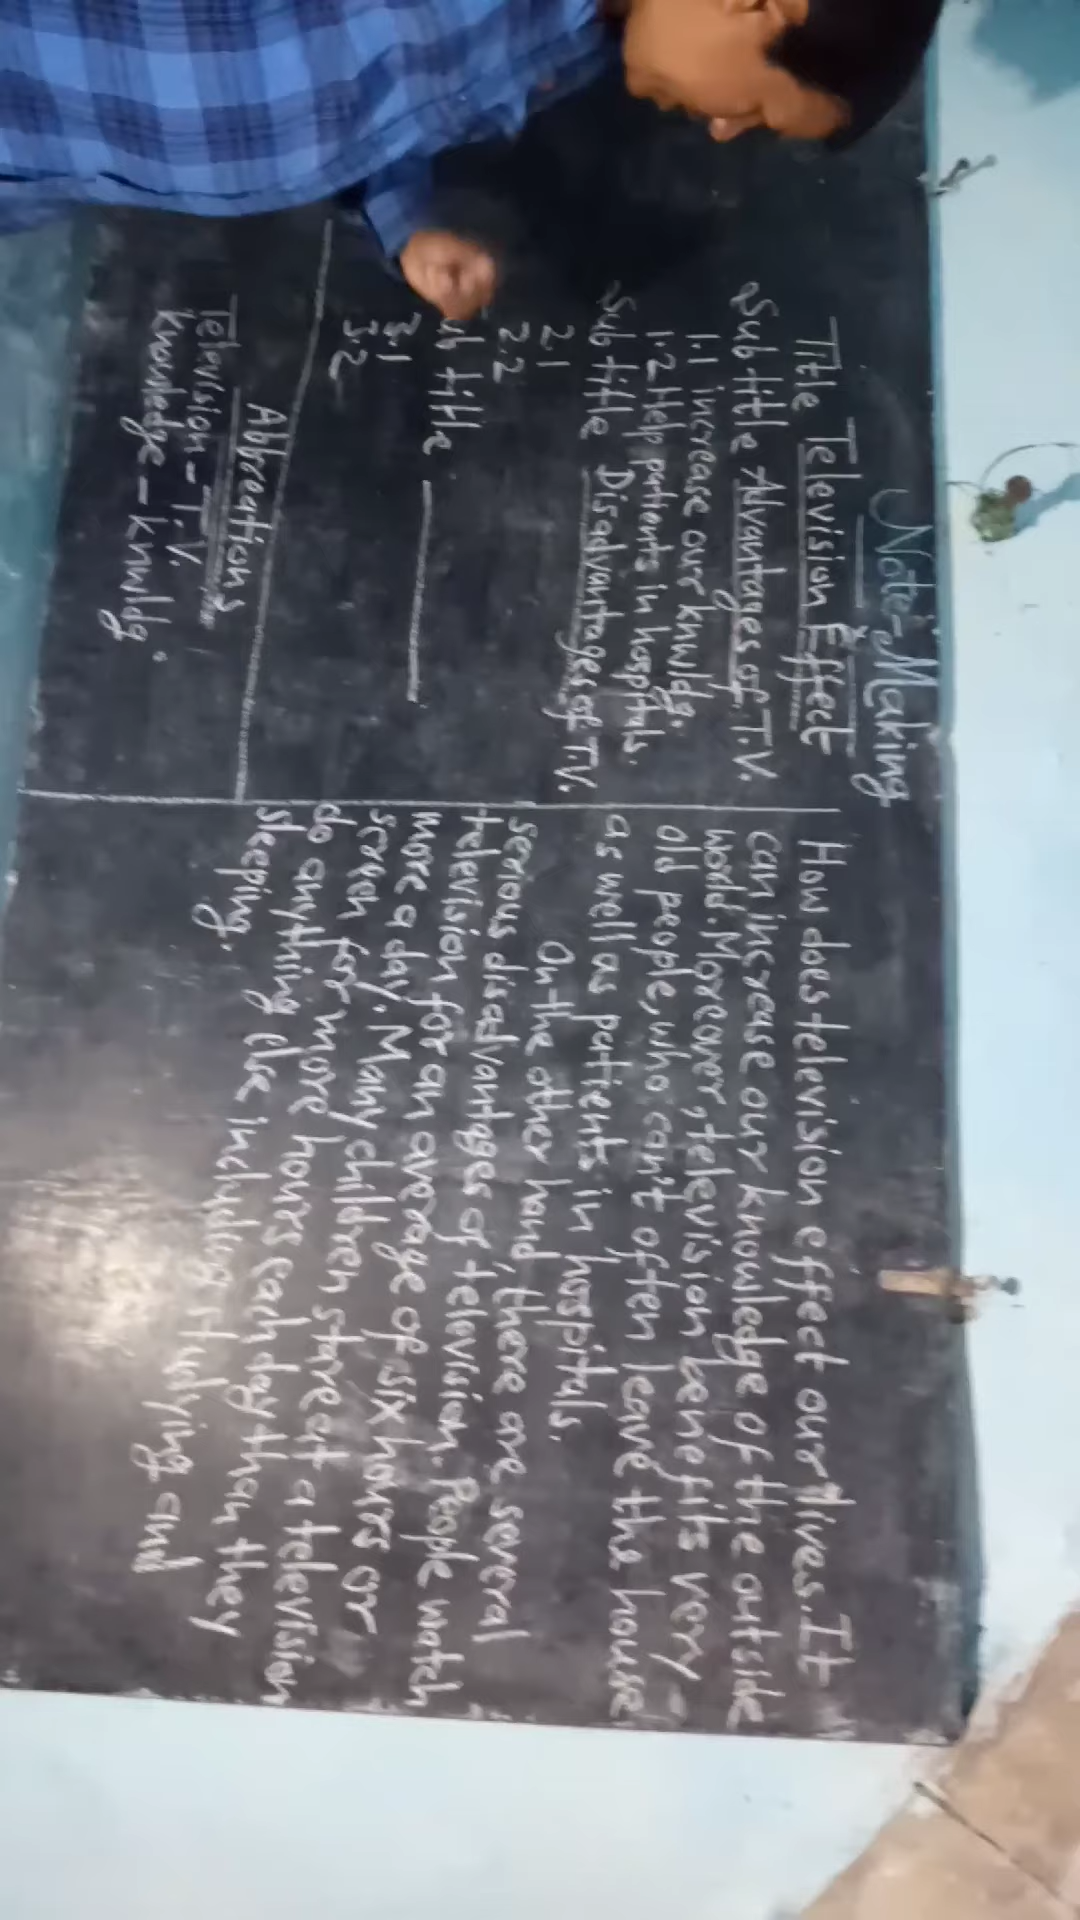 Note-Making
Title Television Effect
Subtitle Advantages of T.V.
1.1 increase our knwldg.
1.2 Help patients in hospitals.
Sub title Disadvantages of T.V.
2.1
2.2
ub title
3.1
3.2
Abbreations
Television - T.V.
knowledge - knwldg.
How does television effect our lives. It
can increase our knowledge of the outside
world. Moreover, television benefits very
old people, who can't often leave the house
as well as patients in hospitals.
On the other hand, there are several
serious disadvantages of television. People watch
television for an average of six hours or
more a day. Many children stare at a television
screen for more hours each day than they
do anything else including studying and
sleeping.